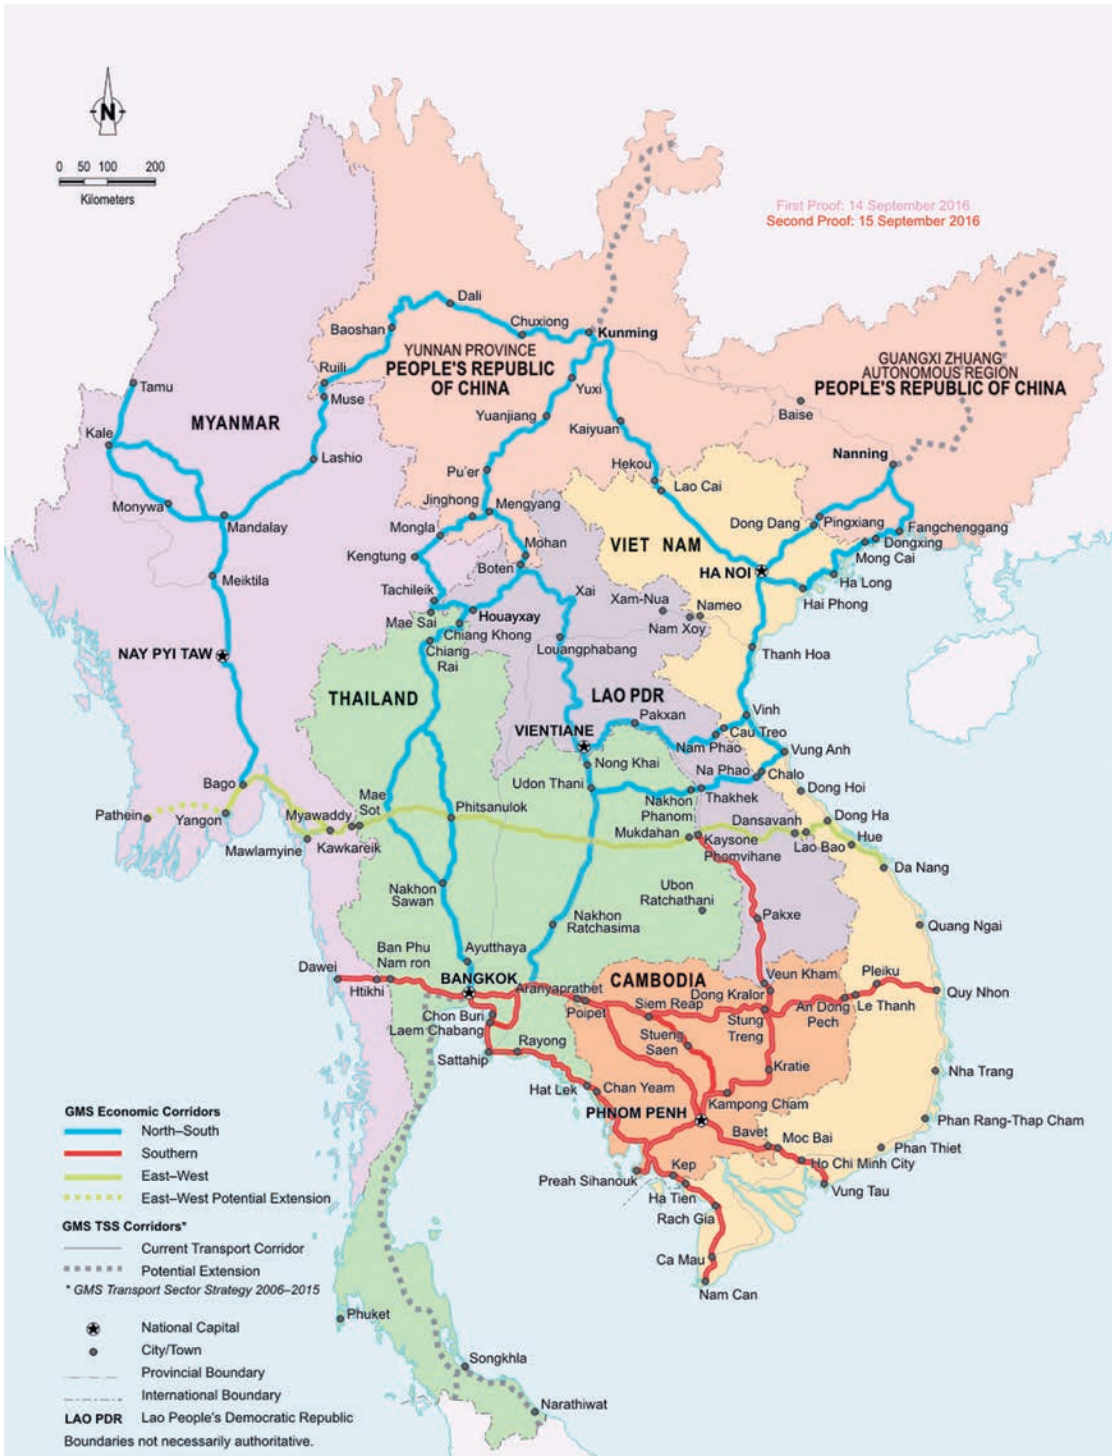 N
0 50 100 200
Kilometers
First Proof: 14 September 2016
Second Proof: 15 September 2016
Dali
Baoshan
Chuxiong
Kunming
YUNNAN PROVINCE
PEOPLE'S REPUBLIC
OF CHINA
GUANGXI ZHUANG
AUTONOMOUS REGION
PEOPLE'S REPUBLIC OF CHINA
Ruili
Muse
Tamu
Yuxi
Baise
MYANMAR
Yuanjiang
Kaiyuan
Kale
Lashio
Nanning
Pu'er
Hekou
Lao Cai
Monywa
Mandalay
Jinghong
Mengyang
Dong Dang
Pingxiang
Fangchenggang
Mongla
Dongxing
Mong Cai
Kengtung
Mohan
VIET NAM
Boten
HA NOI
Ha Long
Meiktila
Tachileik
Xai
Xam-Nua
Nameo
Hai Phong
Mae Sai
Houayxay
Nam Xoy
Chiang Khong
Chiang
Rai
Louangphabang
Thanh Hoa
NAY PYI TAW
THAILAND
LAO PDR
Pakxan
Vinh
VIENTIANE
Cau Treo
Nam Phao
Vung Anh
Nong Khai
Na Phao
Chalo
Bago
Udon Thani
Dong Hoi
Pathein
Yangon
Myawaddy
Mae
Sot
Phitsanulok
Nakhon
Phanom
Thakhek
Dansavanh
Dong Ha
Mukdahan
Kaysone
Phomvihane
Lao Bao
Hue
Mawlamyine
Kawkareik
Da Nang
Nakhon
Sawan
Ubon
Ratchathani
Nakhon
Ratchasima
Pakxe
Quang Ngai
Ayutthaya
Ban Phu
Nam ron
Dawei
Htikhi
BANGKOK
Aranyaprathet
CAMBODIA
Veun Kham
Pleiku
Dong Kralor
Quy Nhon
Poipet
Siem Reap
An Dong
Pech
Le Thanh
Chon Buri
Laem Chabang
Stueng
Saen
Stung
Treng
Sattahip
Rayong
Kratie
Nha Trang
Hat Lek
Chan Yeam
PHNOM PENH
Kampong Cham
Phan Rang-Thap Cham
Bavet
Moc Bai
Phan Thiet
Ho Chi Minh City
Preah Sihanouk
Kep
Vung Tau
Ha Tien
Rach Gia
Ca Mau
Nam Can
Phuket
Songkhla
Narathiwat
GMS Economic Corridors
North–South
Southern
East–West
East–West Potential Extension
GMS TSS Corridors*
Current Transport Corridor
Potential Extension
* GMS Transport Sector Strategy 2006–2015
National Capital
City/Town
Provincial Boundary
International Boundary
LAO PDR Lao People's Democratic Republic
Boundaries not necessarily authoritative.